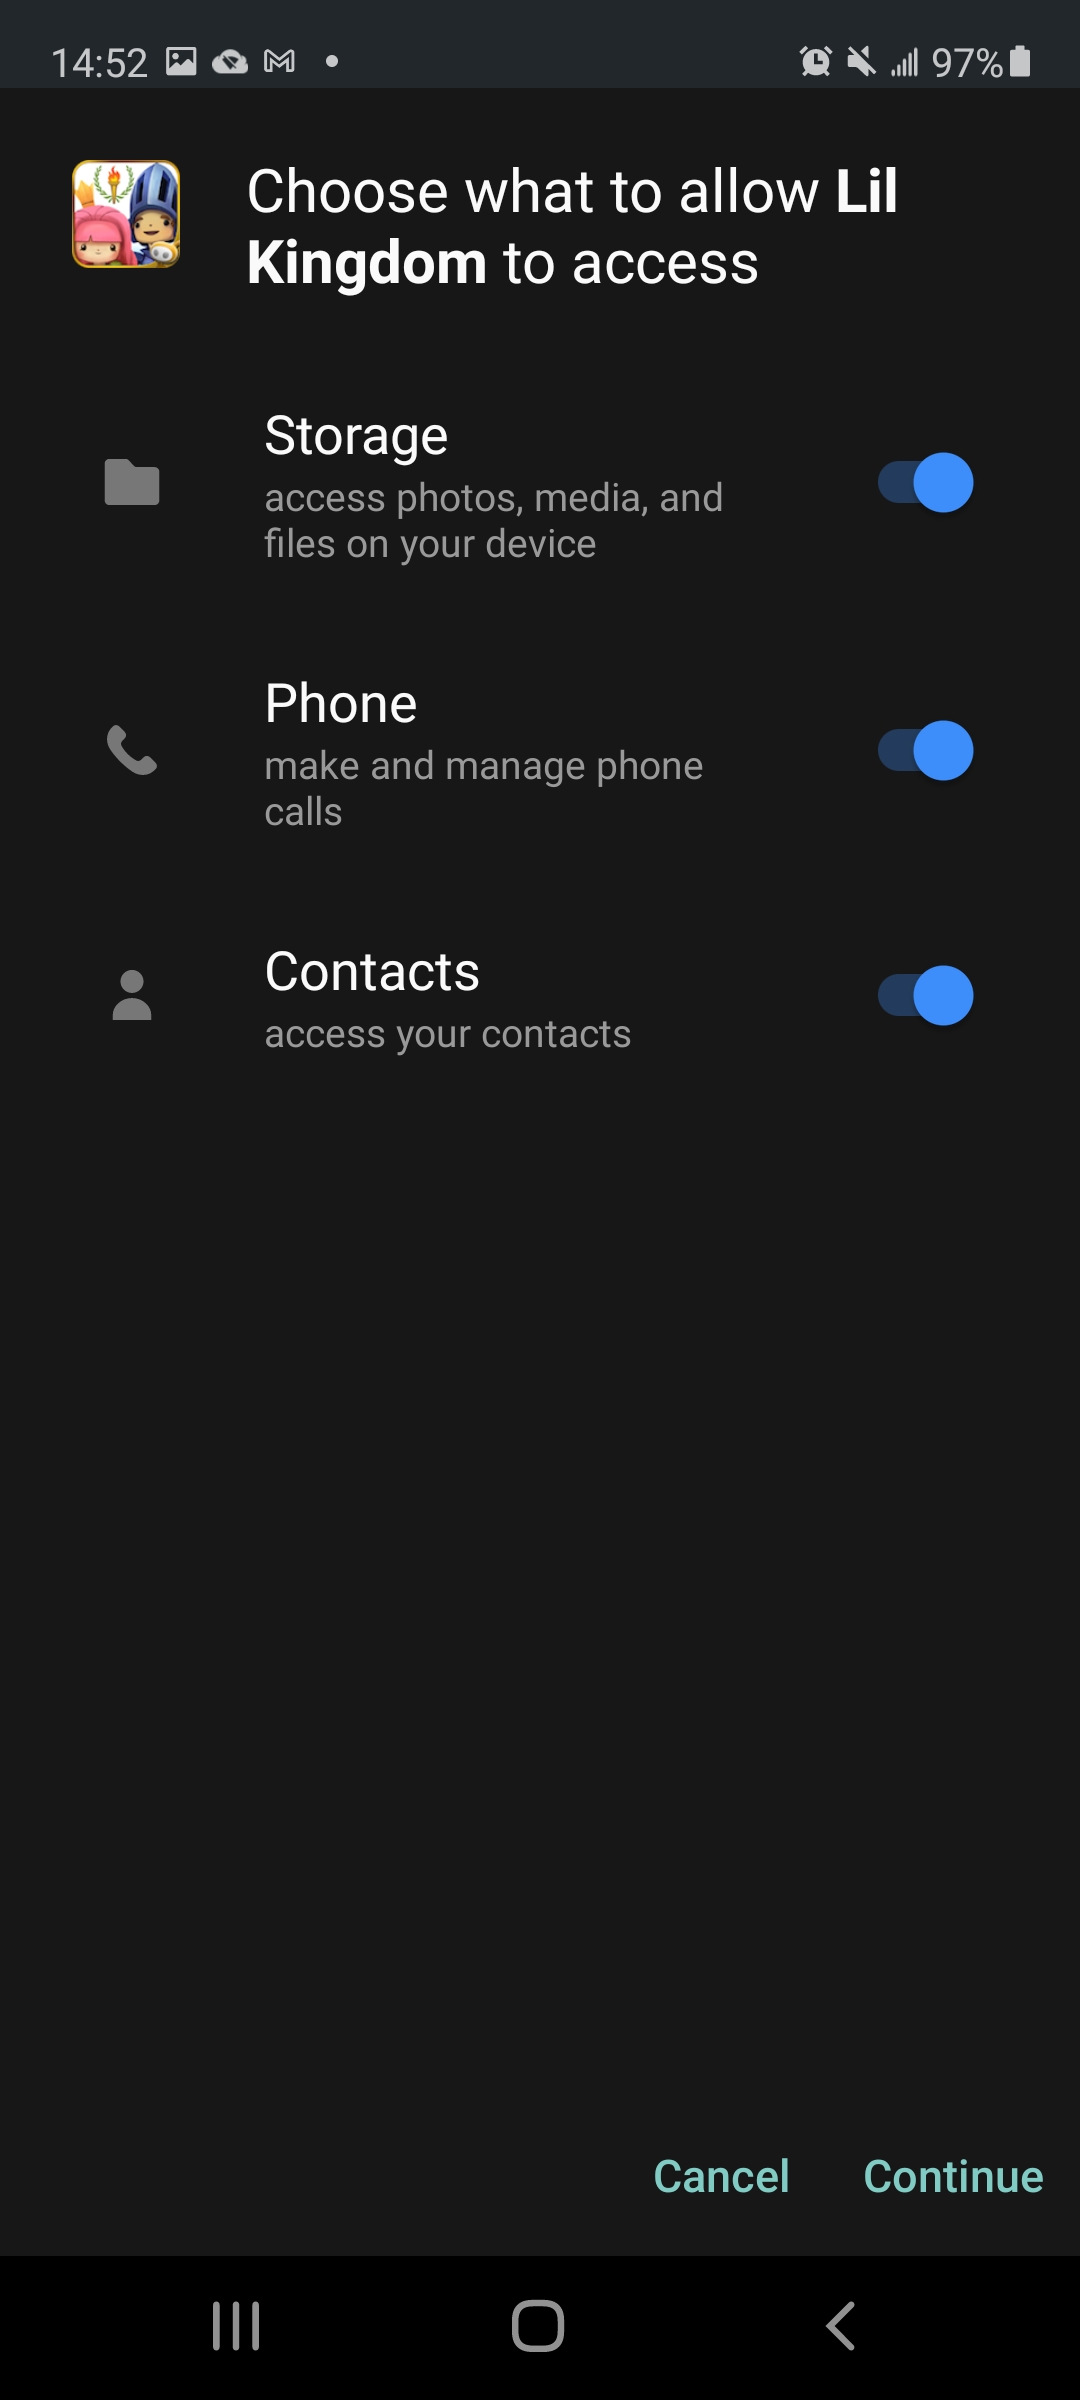 14:52
97%
Choose what to allow Lil
Kingdom to access
Storage
access photos, media, and
files on your device
Phone
make and manage phone
calls
Contacts
access your contacts
Cancel Continue